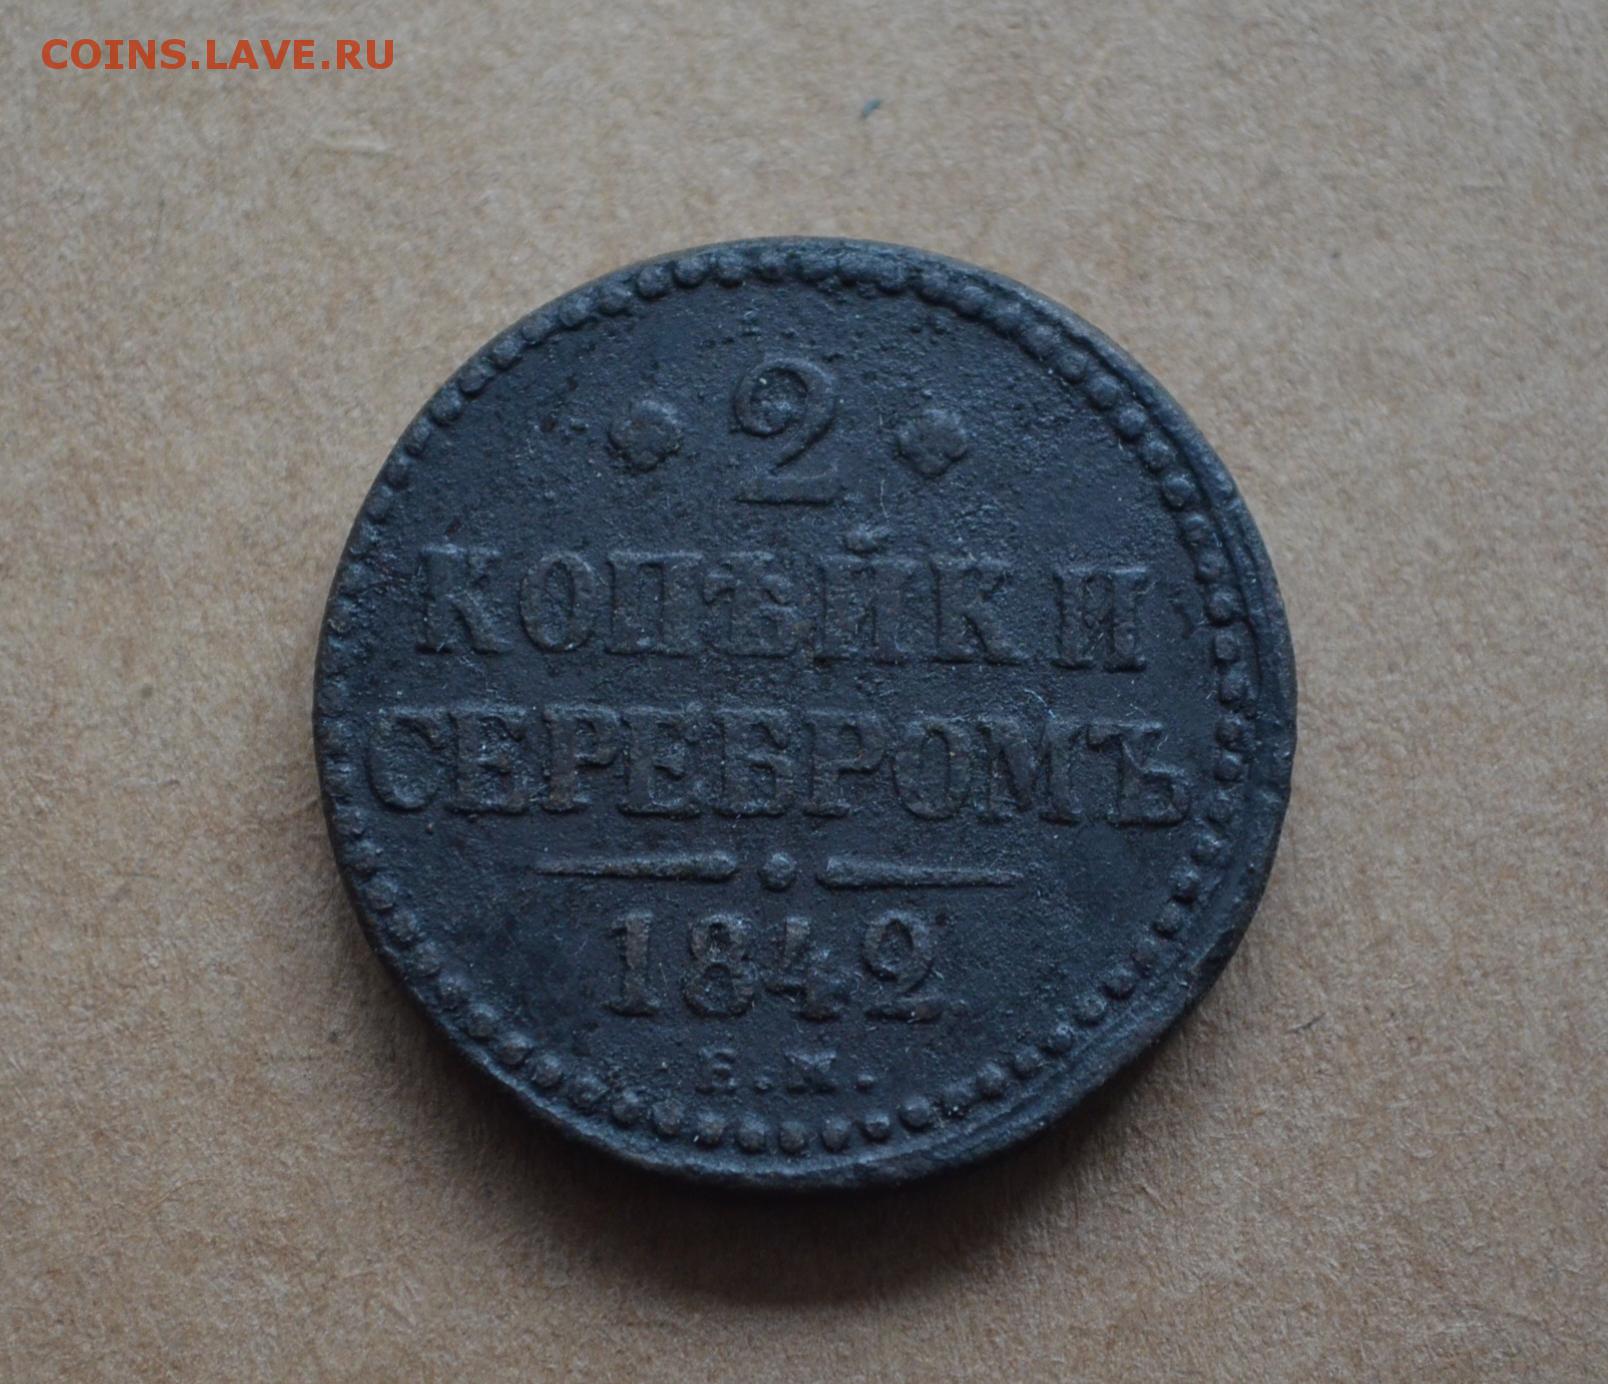 COINS.LAVE.RU
2
КОПѢЙКИ
СЕРЕБРОМЪ
1842
Е.М.